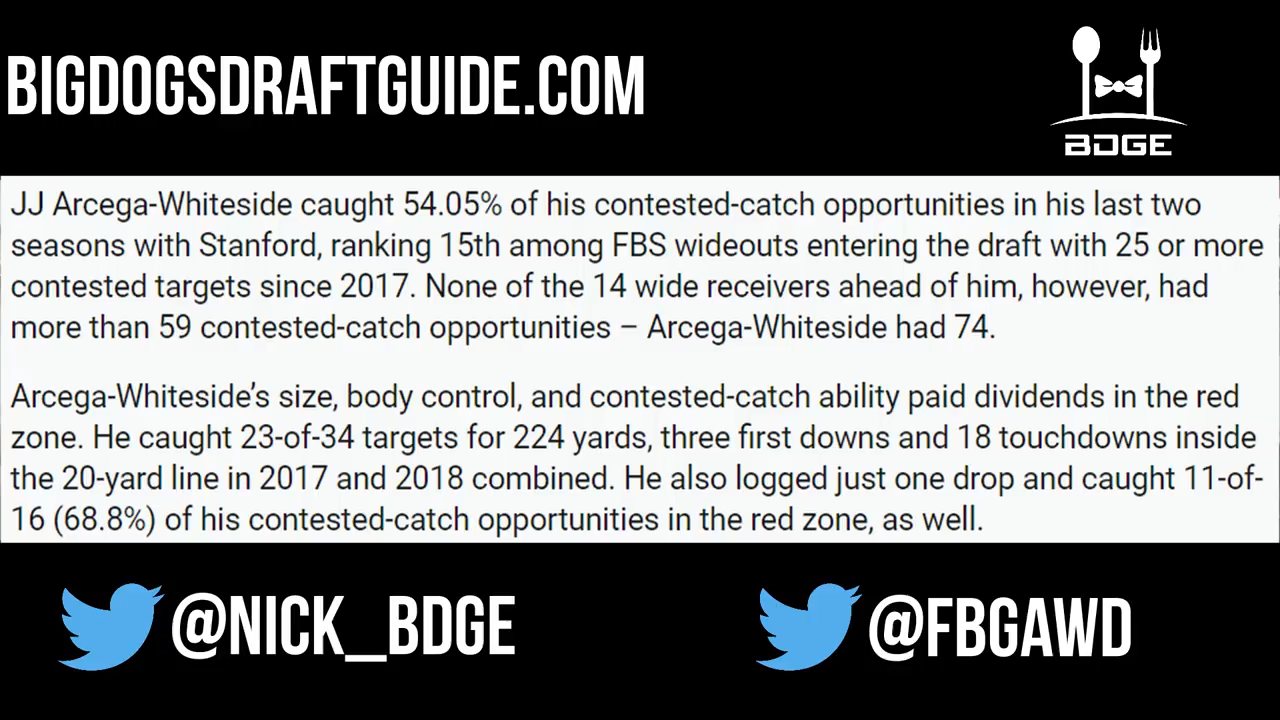 BIGDOGSDRAFTGUIDE.COM
BDGE
JJ Arcega-Whiteside caught 54.05% of his contested-catch opportunities in his last two
seasons with Stanford, ranking 15th among FBS wideouts entering the draft with 25 or more
contested targets since 2017. None of the 14 wide receivers ahead of him, however, had
more than 59 contested-catch opportunities – Arcega-Whiteside had 74.
Arcega-Whiteside’s size, body control, and contested-catch ability paid dividends in the red
zone. He caught 23-of-34 targets for 224 yards, three first downs and 18 touchdowns inside
the 20-yard line in 2017 and 2018 combined. He also logged just one drop and caught 11-of-
16 (68.8%) of his contested-catch opportunities in the red zone, as well.
@NICK_BDGE
@FBGAWD